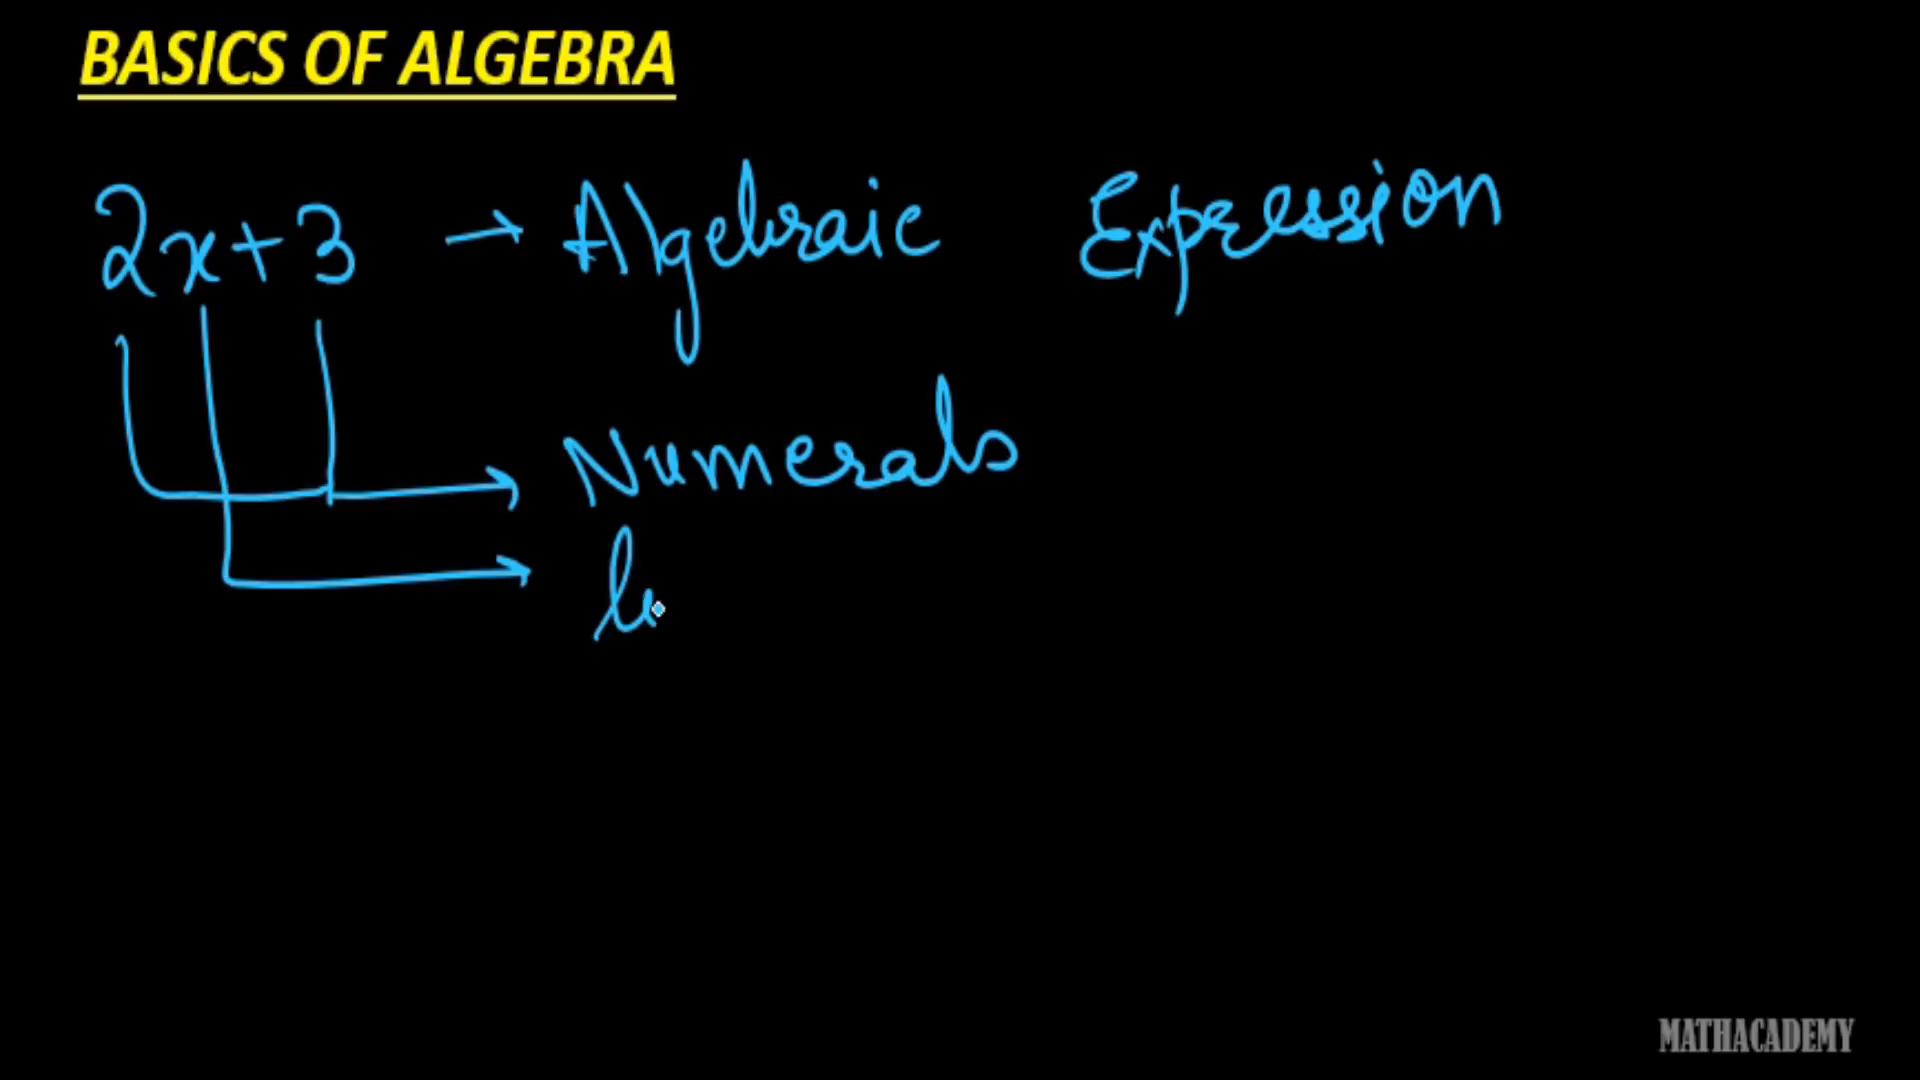 BASICS OF ALGEBRA
2x+3 → Algebraic Expression
Numerals
MATHACADEMY